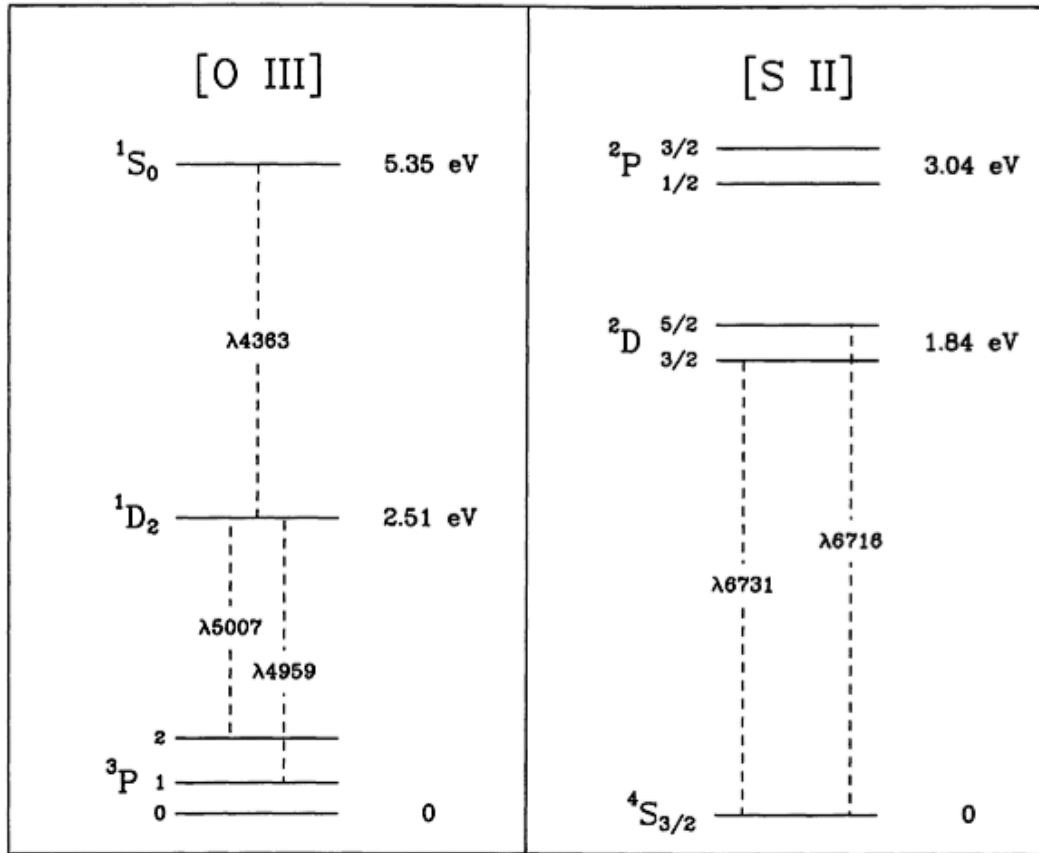 [O III]
¹S₀ 5.35 eV
λ4363
¹D₂ 2.51 eV
λ5007
λ4959
2
³P 1
0 0
[S II]
²P 3/2 3.04 eV
1/2
²D 5/2 1.84 eV
3/2
λ6716
λ6731
⁴S₃/₂ 0